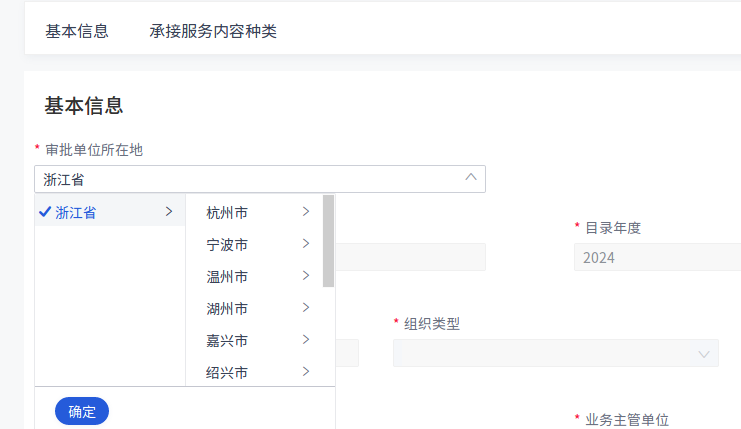 基本信息 承接服务内容种类
基本信息
* 审批单位所在地
浙江省
浙江省 杭州市
宁波市
* 目录年度
2024
温州市
湖州市
* 组织类型
嘉兴市
绍兴市
确定
* 业务主管单位